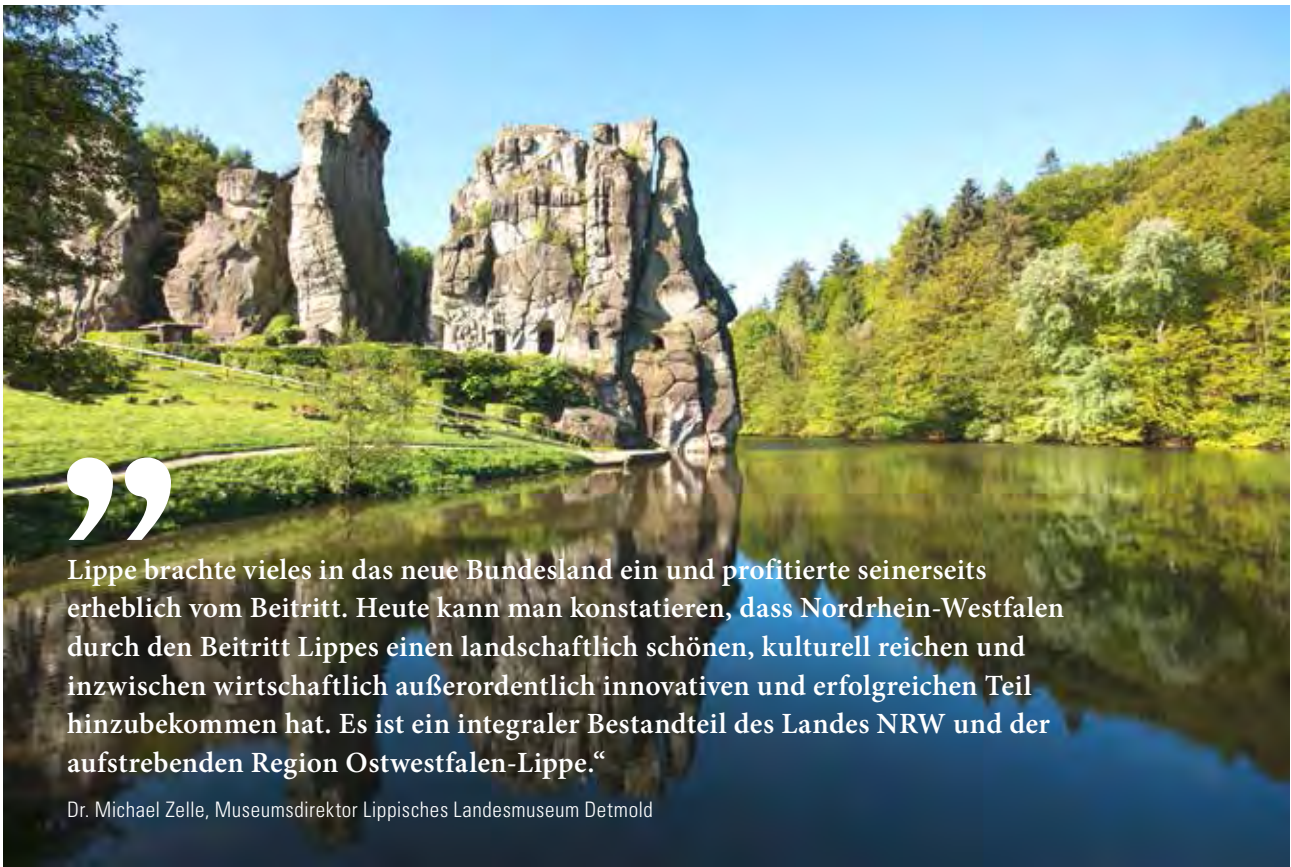 ”
Lippe brachte vieles in das neue Bundesland ein und profitierte seinerseits
erheblich vom Beitritt. Heute kann man konstatieren, dass Nordrhein-Westfalen
durch den Beitritt Lippes einen landschaftlich schönen, kulturell reichen und
inzwischen wirtschaftlich außerordentlich innovativen und erfolgreichen Teil
hinzubekommen hat. Es ist ein integraler Bestandteil des Landes NRW und der
aufstrebenden Region Ostwestfalen-Lippe.“
Dr. Michael Zelle, Museumsdirektor Lippisches Landesmuseum Detmold